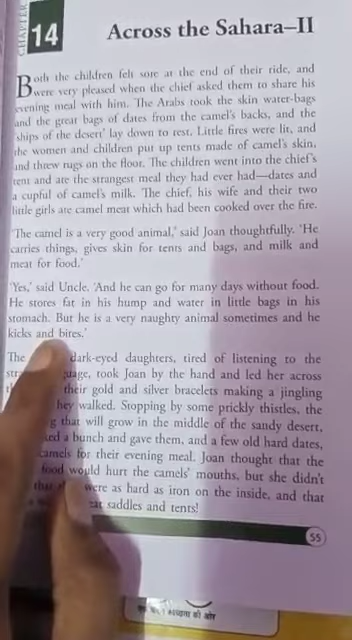 CHAPTER
14
Across the Sahara–II
Both the children felt sore at the end of their ride, and
were very pleased when the chief asked them to share his
evening meal with him. The Arabs took the skin water-bags
and the great bags of dates from the camel's backs, and the
'ships of the desert' lay down to rest. Little fires were lit, and
the women and children put up tents made of camel's skin,
and threw rugs on the floor. The children went into the chief's
tent and ate the strangest meal they had ever had—dates and
a cupful of camel's milk. The chief, his wife and their two
little girls ate camel meat which had been cooked over the fire.
'The camel is a very good animal,' said Joan thoughtfully. 'He
carries things, gives skin for tents and bags, and milk and
meat for food.'
'Yes,' said Uncle. 'And he can go for many days without food.
He stores fat in his hump and water in little bags in his
stomach. But he is a very naughty animal sometimes and he
kicks and bites.'
The dark-eyed daughters, tired of listening to the
took Joan by the hand and led her across
their gold and silver bracelets making a jingling
they walked. Stopping by some prickly thistles, the
that will grow in the middle of the sandy desert,
a bunch and gave them, and a few old hard dates,
camels for their evening meal. Joan thought that the
food would hurt the camels' mouths, but she didn't
were as hard as iron on the inside, and that
eat saddles and tents!
55
की ओर